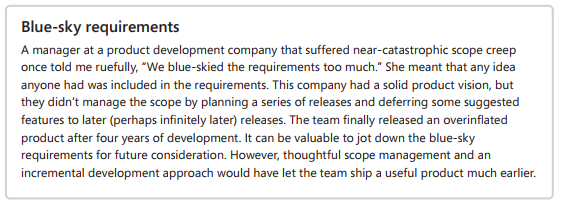 Blue-sky requirements
A manager at a product development company that suffered near-catastrophic scope creep
once told me ruefully, “We blue-skied the requirements too much.” She meant that any idea
anyone had was included in the requirements. This company had a solid product vision, but
they didn’t manage the scope by planning a series of releases and deferring some suggested
features to later (perhaps infinitely later) releases. The team finally released an overinflated
product after four years of development. It can be valuable to jot down the blue-sky
requirements for future consideration. However, thoughtful scope management and an
incremental development approach would have let the team ship a useful product much earlier.